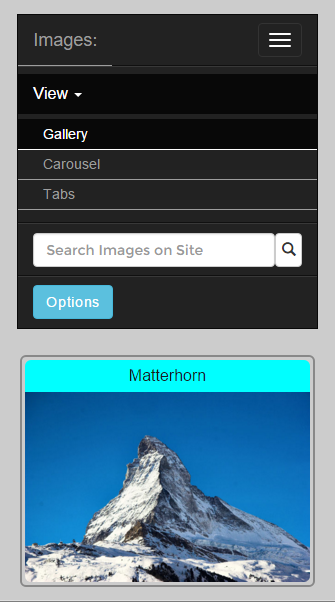 Images:
View
Gallery
Carousel
Tabs
Search Images on Site
Options
Matterhorn